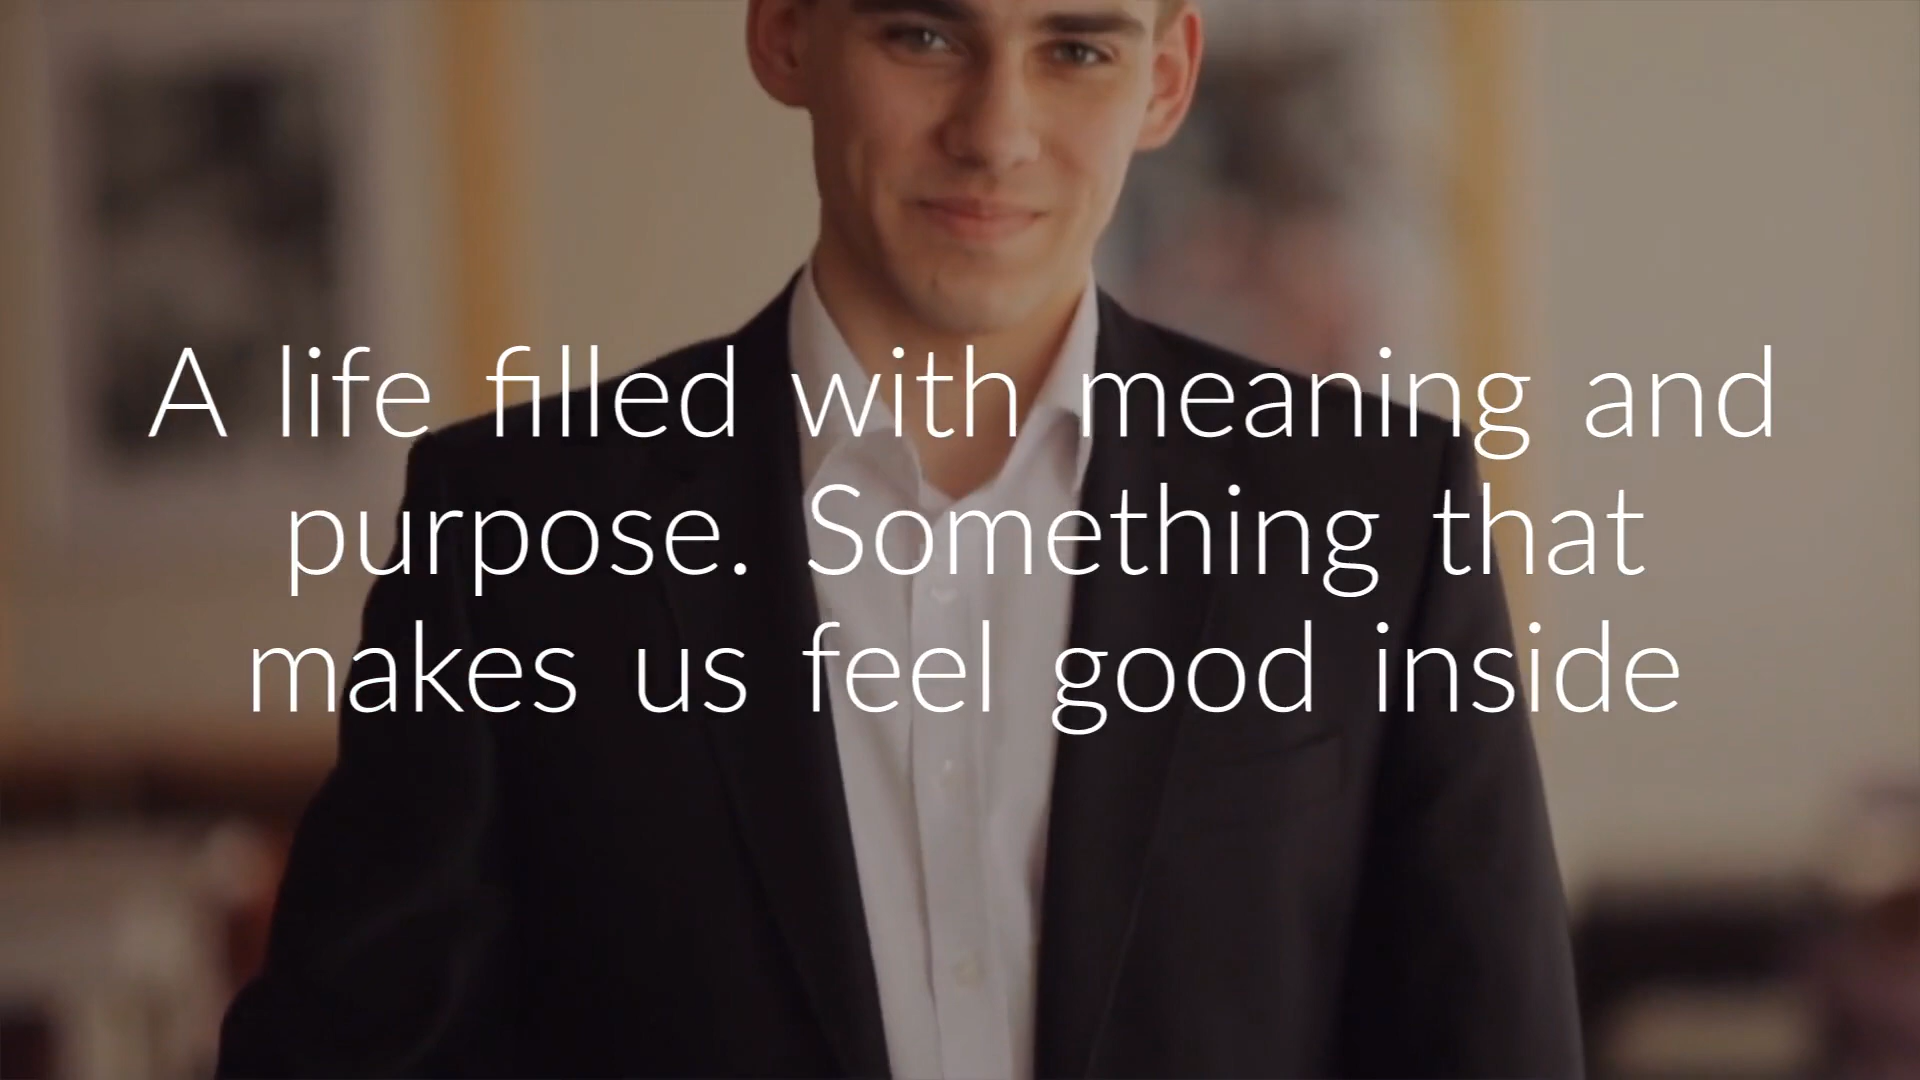 A life filled with meaning and
purpose. Something that
makes us feel good inside